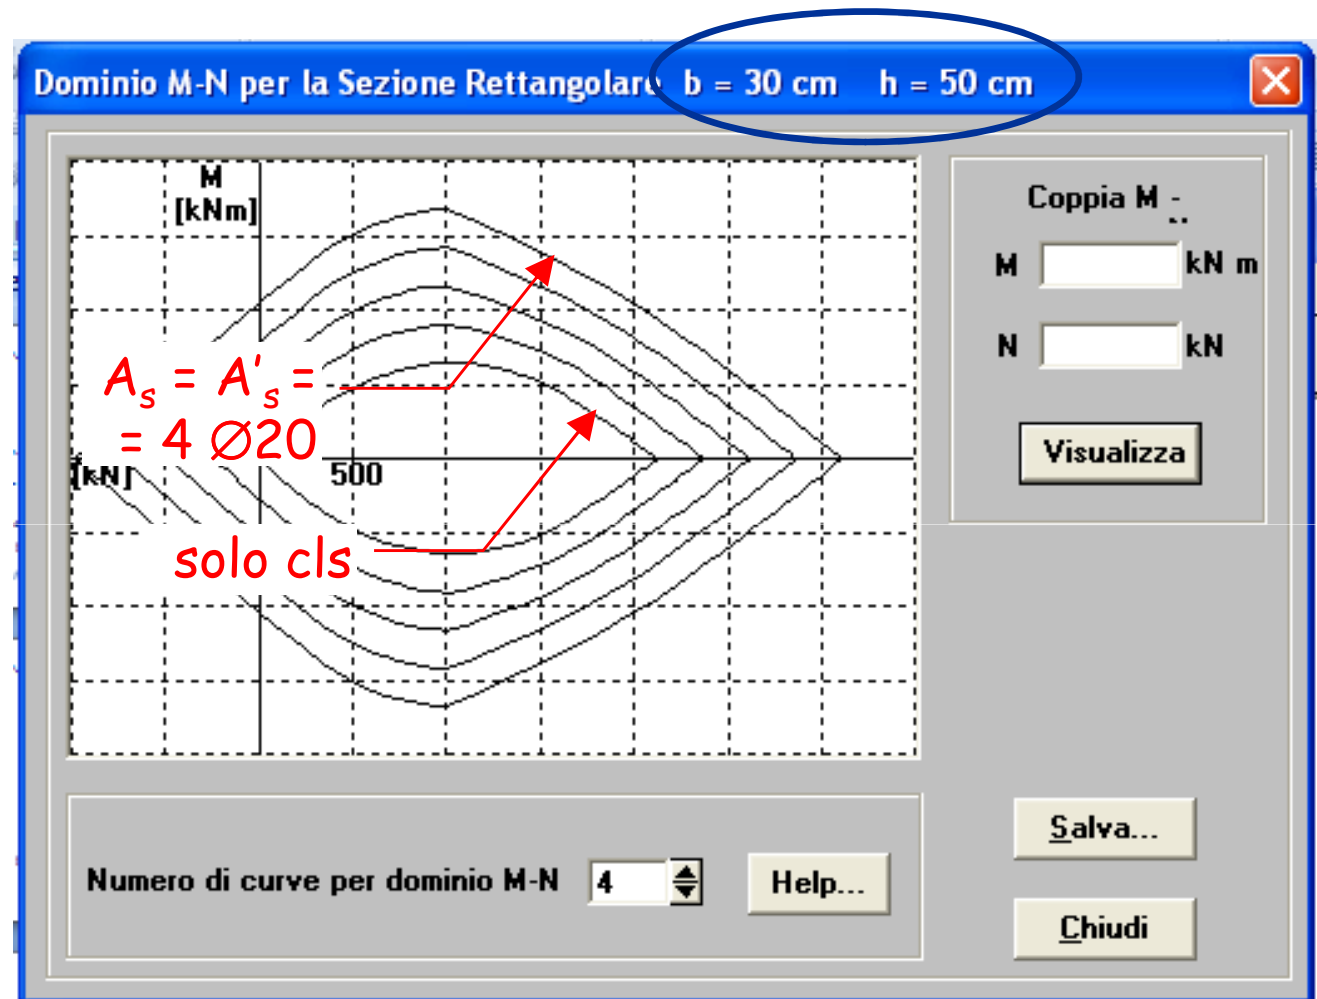 Dominio M-N per la Sezione Rettangolare b = 30 cm h = 50 cm
M
[kNm]
A_s = A'_s =
= 4 Ø20
[kN]
500
solo cls
Coppia M -
M kN m
N kN
Visualizza
Numero di curve per dominio M-N 4
Help...
Salva...
Chiudi